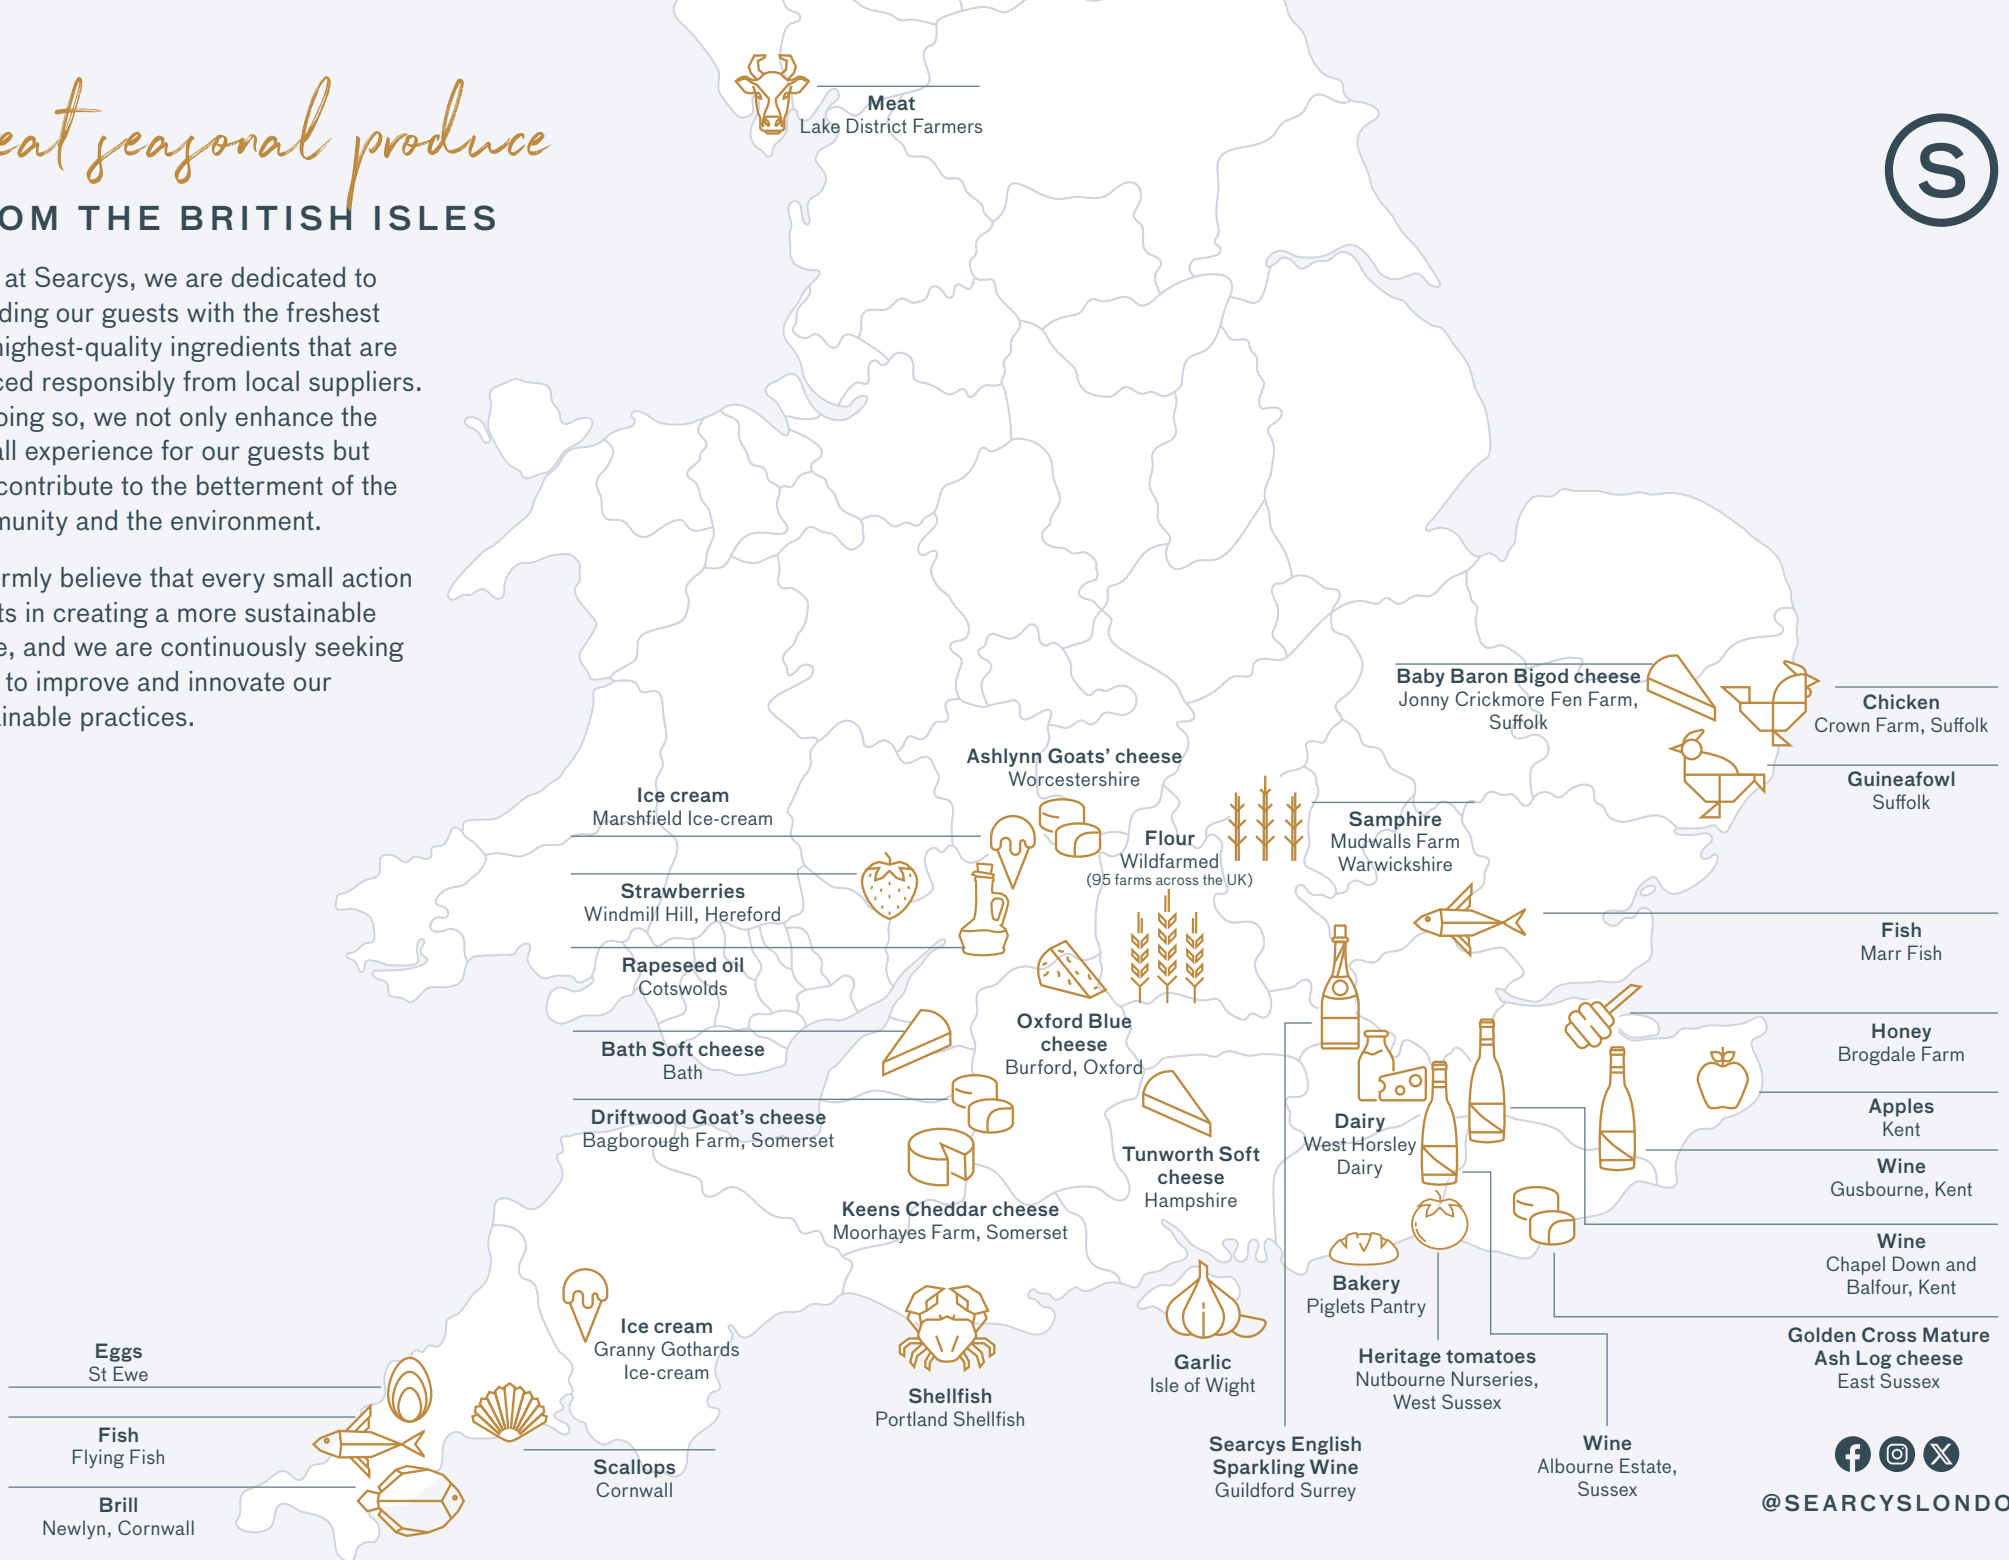 eat seasonal produce
OM THE BRITISH ISLES
at Searcys, we are dedicated to
ding our guests with the freshest
highest-quality ingredients that are
ced responsibly from local suppliers.
oing so, we not only enhance the
all experience for our guests but
contribute to the betterment of the
munity and the environment.
rmly believe that every small action
ts in creating a more sustainable
e, and we are continuously seeking
to improve and innovate our
inable practices.
S
Meat
Lake District Farmers
Baby Baron Bigod cheese
Jonny Crickmore Fen Farm,
Suffolk
Chicken
Crown Farm, Suffolk
Guineafowl
Suffolk
Ashlynn Goats' cheese
Worcestershire
Ice cream
Marshfield Ice-cream
Flour
Wildfarmed
(95 farms across the UK)
Samphire
Mudwalls Farm
Warwickshire
Strawberries
Windmill Hill, Hereford
Fish
Marr Fish
Rapeseed oil
Cotswolds
Oxford Blue
cheese
Burford, Oxford
Honey
Brogdale Farm
Bath Soft cheese
Bath
Apples
Kent
Driftwood Goat's cheese
Bagborough Farm, Somerset
Dairy
West Horsley
Dairy
Tunworth Soft
cheese
Hampshire
Wine
Gusbourne, Kent
Keens Cheddar cheese
Moorhayes Farm, Somerset
Wine
Chapel Down and
Balfour, Kent
Bakery
Piglets Pantry
Ice cream
Granny Gothards
Ice-cream
Golden Cross Mature
Ash Log cheese
East Sussex
Eggs
St Ewe
Garlic
Isle of Wight
Heritage tomatoes
Nutbourne Nurseries,
West Sussex
Shellfish
Portland Shellfish
Fish
Flying Fish
Scallops
Cornwall
Searcys English
Sparkling Wine
Guildford Surrey
Wine
Albourne Estate,
Sussex
Brill
Newlyn, Cornwall
@SEARCYSLONDO